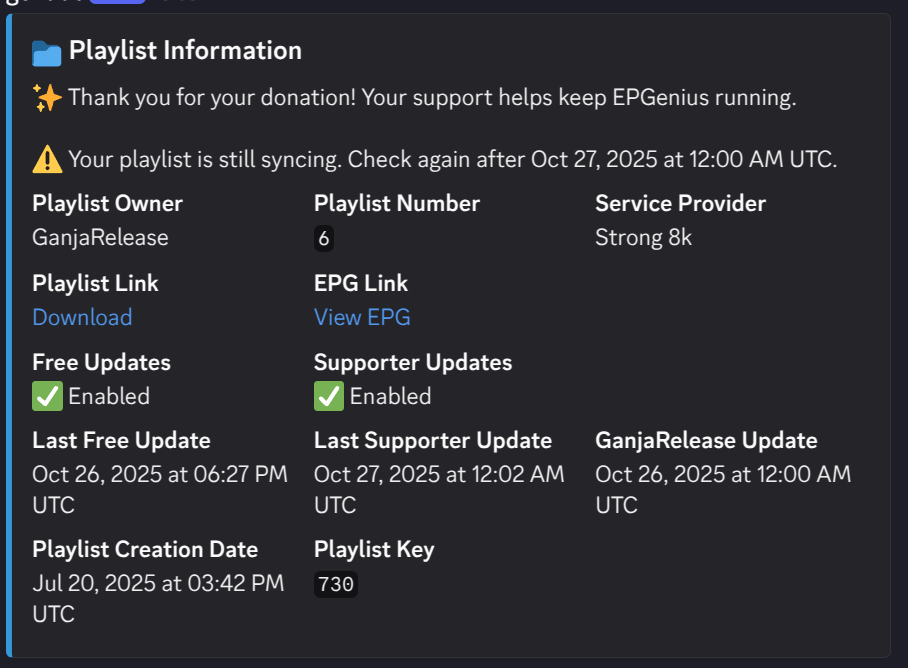 Playlist Information
Thank you for your donation! Your support helps keep EPGenius running.
Your playlist is still syncing. Check again after Oct 27, 2025 at 12:00 AM UTC.
Playlist Owner
GanjaRelease
Playlist Number
6
Service Provider
Strong 8k
Playlist Link
Download
EPG Link
View EPG
Free Updates
Enabled
Supporter Updates
Enabled
Last Free Update
Oct 26, 2025 at 06:27 PM
UTC
Last Supporter Update
Oct 27, 2025 at 12:02 AM
UTC
GanjaRelease Update
Oct 26, 2025 at 12:00 AM
UTC
Playlist Creation Date
Jul 20, 2025 at 03:42 PM
UTC
Playlist Key
730